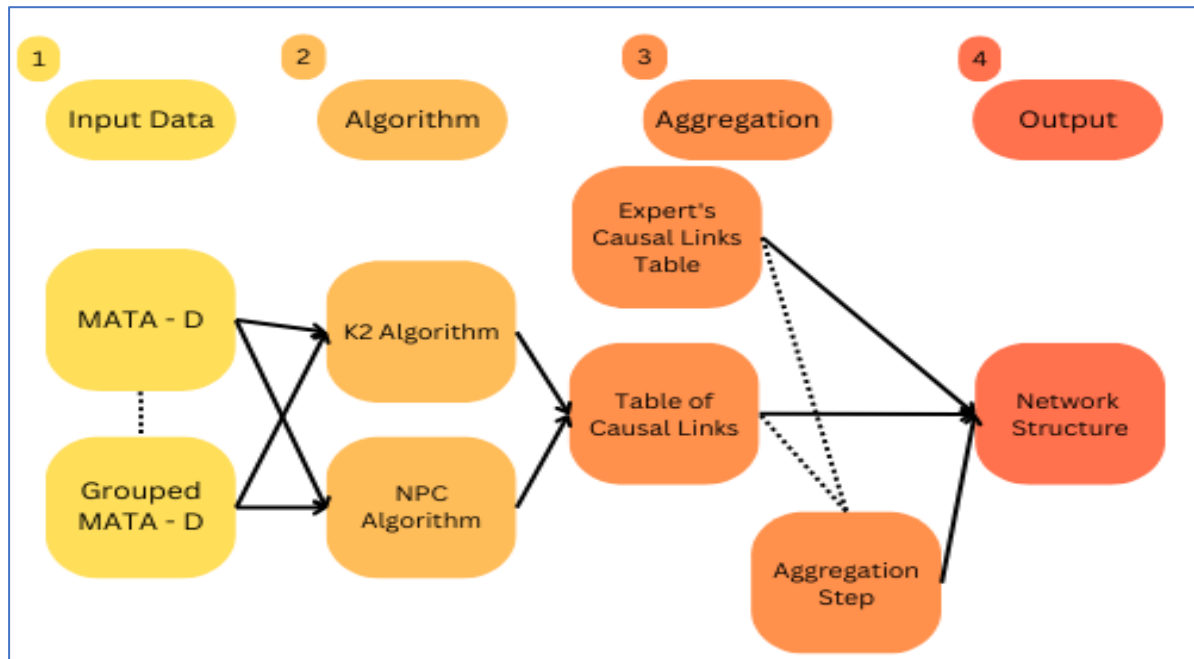 1
Input Data
2
Algorithm
3
Aggregation
4
Output
MATA - D
Grouped
MATA - D
K2 Algorithm
NPC
Algorithm
Expert's
Causal Links
Table
Table of
Causal Links
Aggregation
Step
Network
Structure